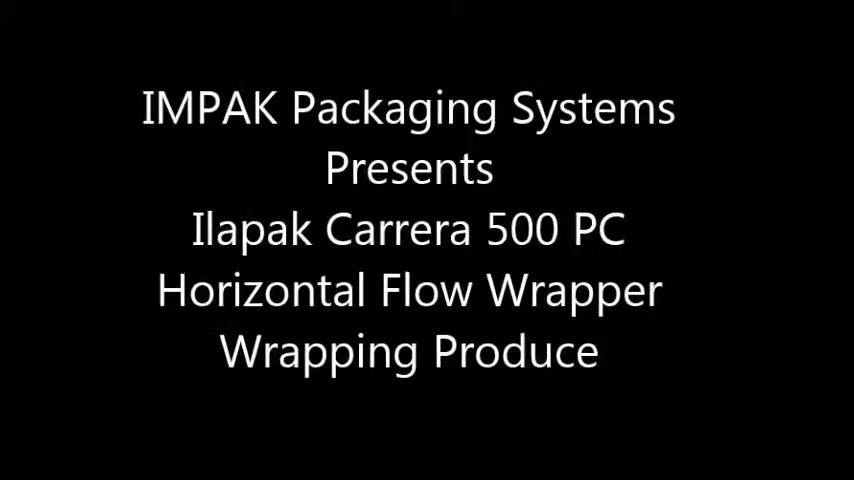 IMPAK Packaging Systems
Presents
Ilapak Carrera 500 PC
Horizontal Flow Wrapper
Wrapping Produce